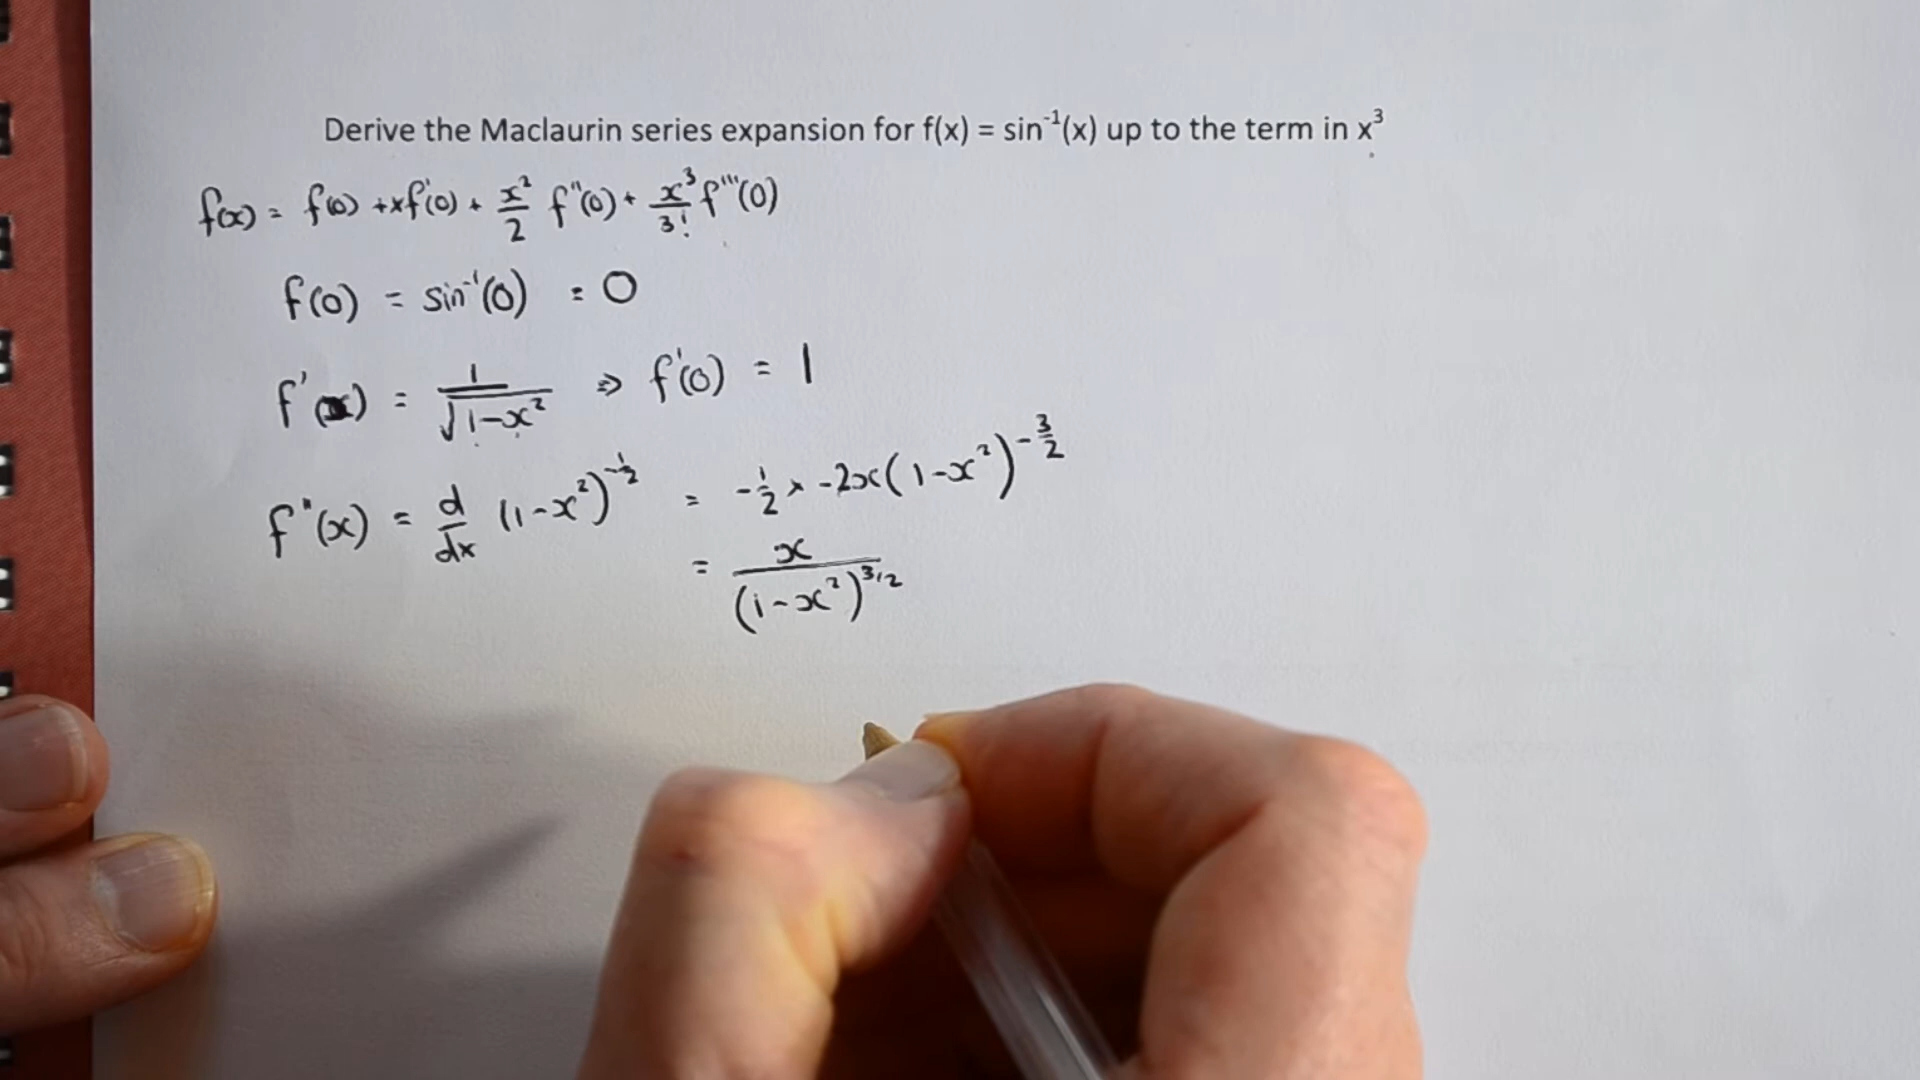 Derive the Maclaurin series expansion for f(x) = sin⁻¹(x) up to the term in x³
f(x) = f(0) + xf'(0) + x²/2 f''(0) + x³/3! f'''(0)
f(0) = sin⁻¹(0) = 0
f'(x) = 1/√(1-x²) ⇒ f'(0) = 1
f''(x) = d/dx (1-x²)^(-1/2) = -1/2 × -2x(1-x²)^(-3/2)
= x/(1-x²)^(3/2)